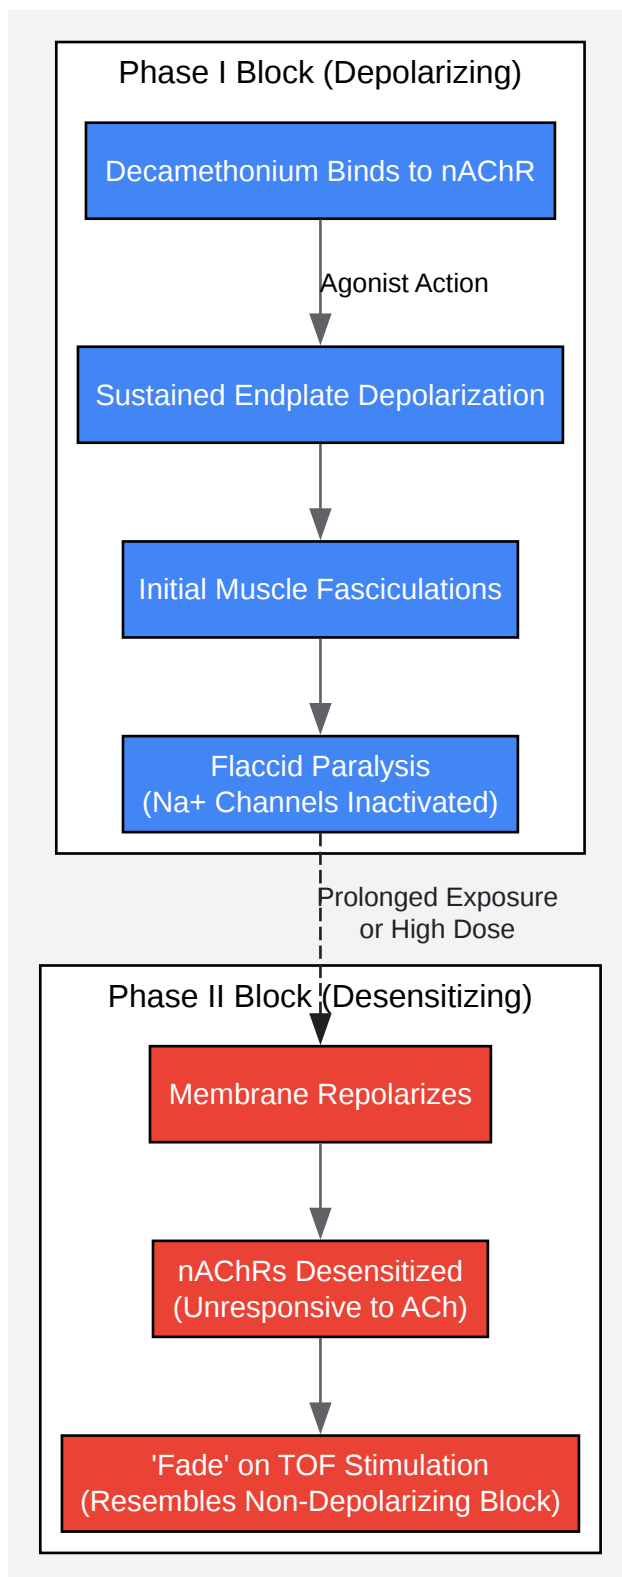 Phase I Block (Depolarizing)
Decamethonium Binds to nAChR
Agonist Action
Sustained Endplate Depolarization
Initial Muscle Fasciculations
Flaccid Paralysis
(Na+ Channels Inactivated)
Prolonged Exposure
or High Dose
Phase II Block (Desensitizing)
Membrane Repolarizes
nAChRs Desensitized
(Unresponsive to ACh)
'Fade' on TOF Stimulation
(Resembles Non-Depolarizing Block)